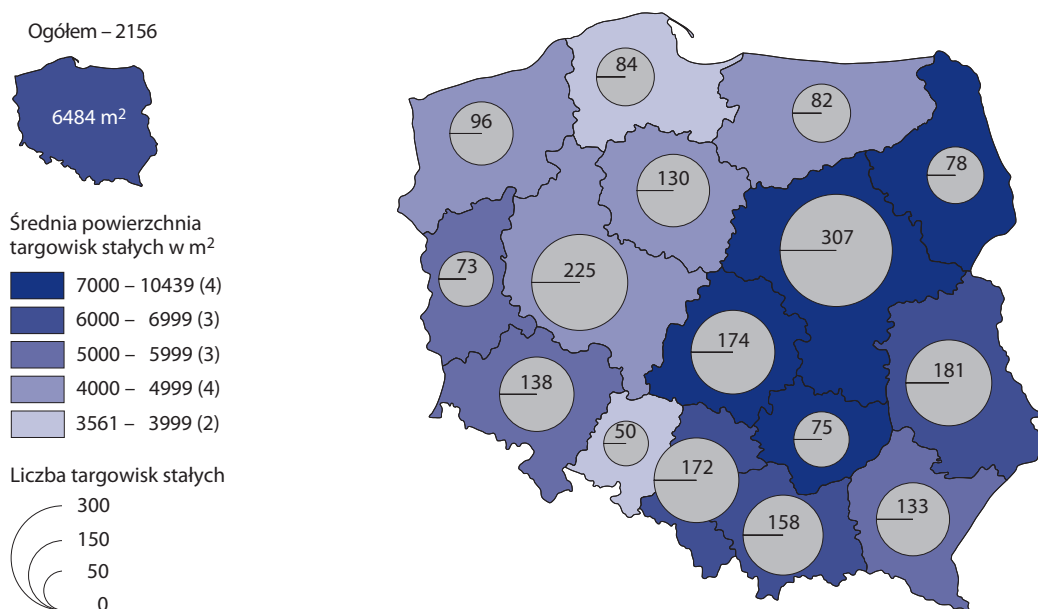 Ogółem – 2156
6484 m²
Średnia powierzchnia
targowisk stałych w m²
7000 – 10439 (4)
6000 – 6999 (3)
5000 – 5999 (3)
4000 – 4999 (4)
3561 – 3999 (2)
Liczba targowisk stałych
300
150
50
0
84
82
96
130
78
307
73
225
174
138
181
50
75
172
158
133